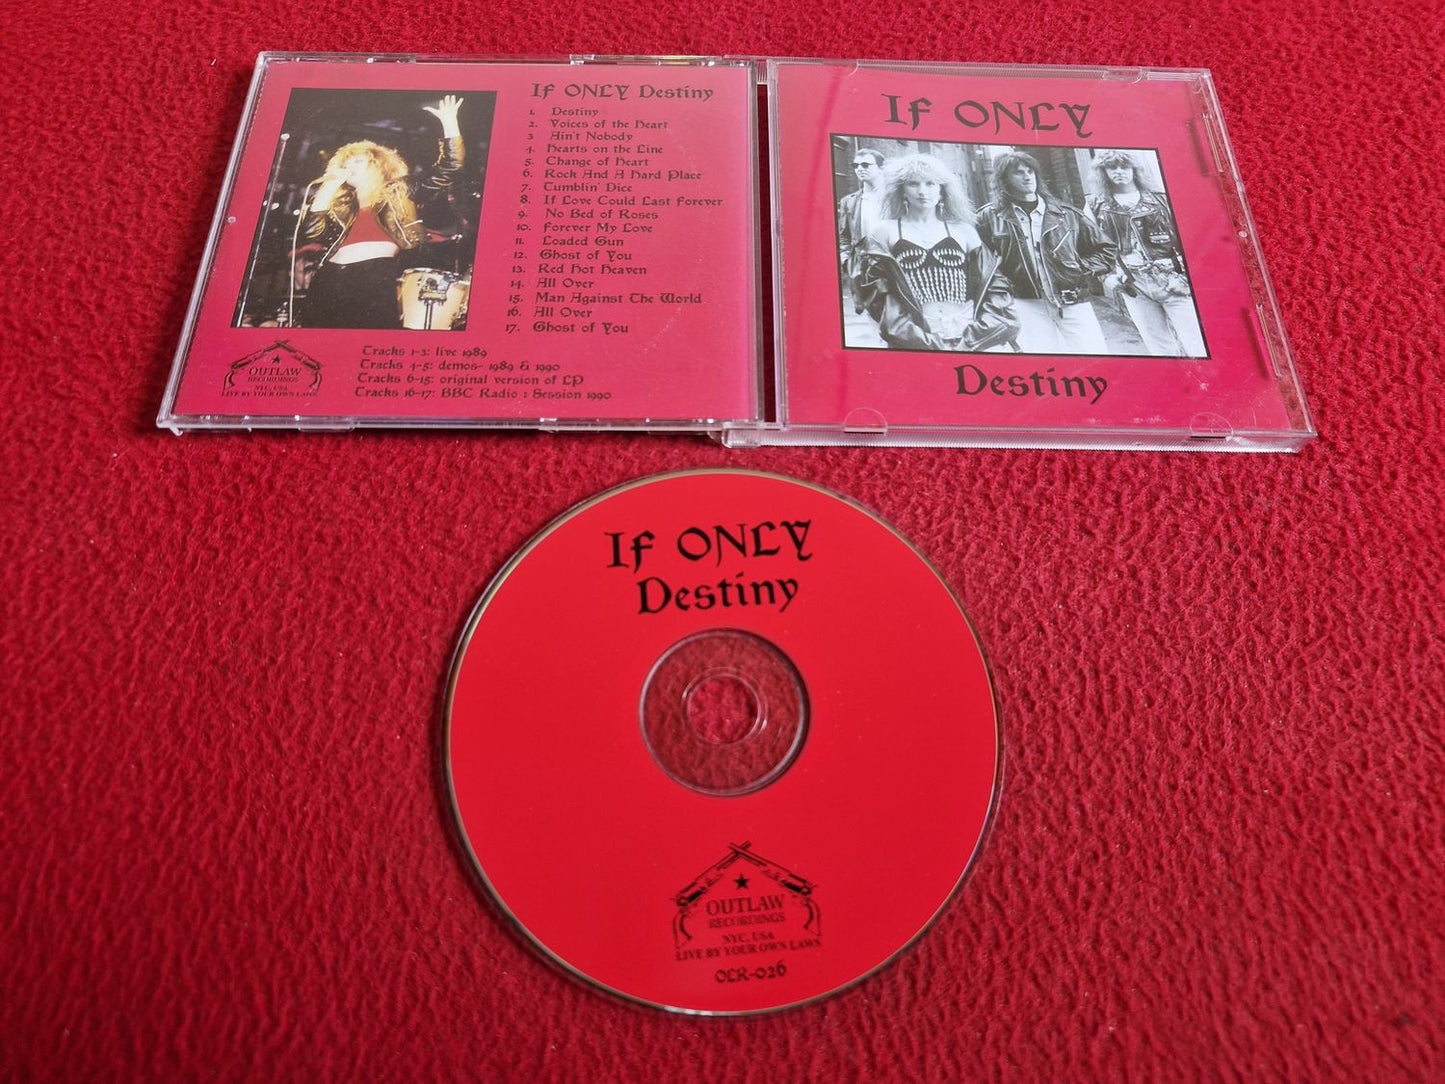 If ONLY Destiny
1. Destiny
2. Voices of the Heart
3 Ain't Nobody
4. Hearts on the Line
5. Change of Heart
6. Rock And A Hard Place
7. Tumblin' Dice
8. If Love Could Last Forever
9. No Bed of Roses
10. Forever My Love
11. Loaded Gun
12. Ghost of You
13. Red Hot Heaven
14. All Over
15. Man Against The World
16. All Over
17. Ghost of You
Tracks 1-3: live 1989
Tracks 4-5: demos- 1989 & 1990
Tracks 6-15: original version of LP
Tracks 16-17: BBC Radio 1 Session 1990
OUTLAW
RECORDINGS
NYC, USA
LIVE BY YOUR OWN LAWS
If ONLY
Destiny
If ONLY
Destiny
OUTLAW
RECORDINGS
NYC, USA
LIVE BY YOUR OWN LAWS
OLR-026